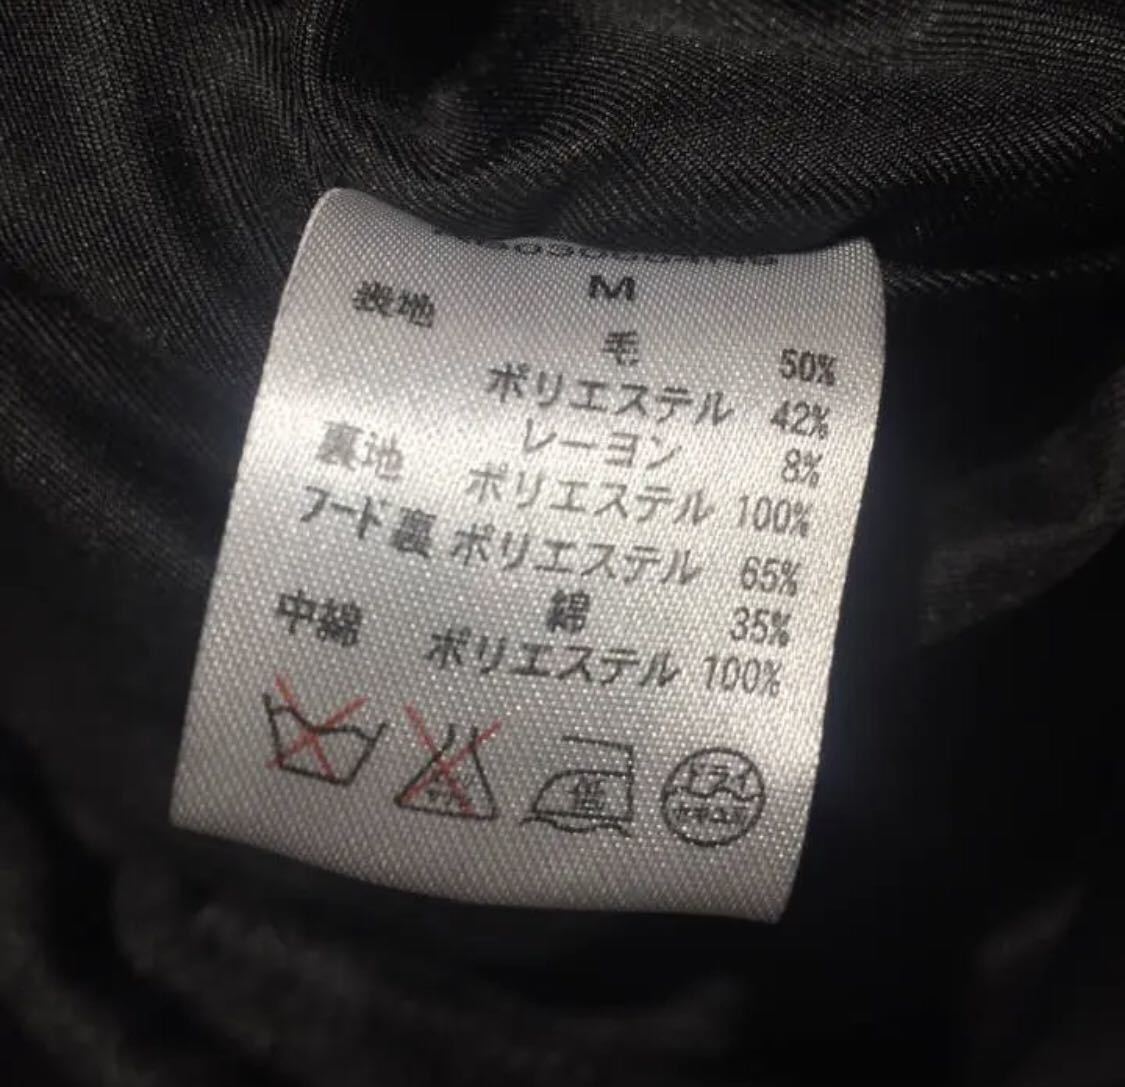 M
表地
毛 50%
ポリエステル 42%
レーヨン 8%
裏地 ポリエステル 100%
フード裏 ポリエステル 65%
綿 35%
中綿 ポリエステル 100%
ドライ